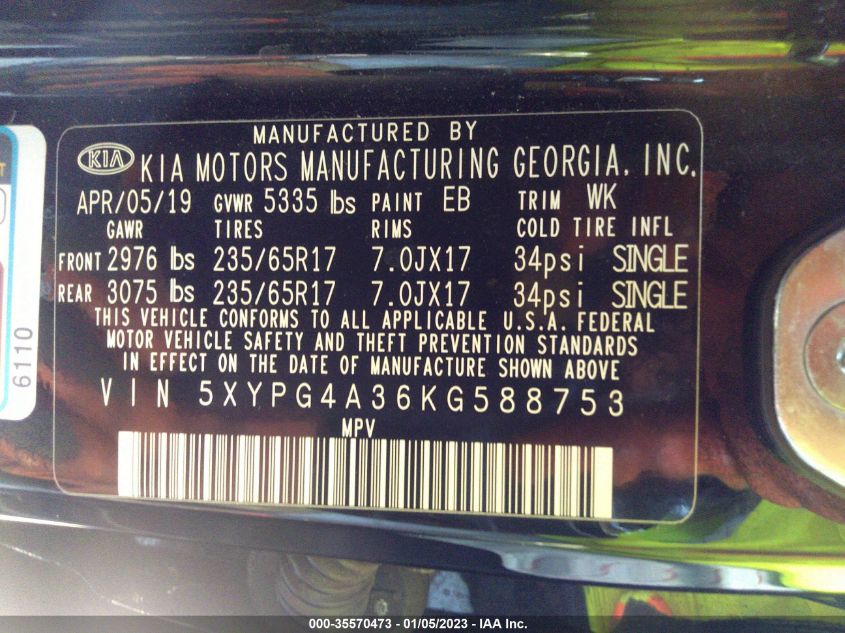 MANUFACTURED BY
KIA KIA MOTORS MANUFACTURING GEORGIA, INC.
APR/05/19 GVWR 5335 lbs PAINT EB TRIM WK
GAWR TIRES RIMS COLD TIRE INFL
FRONT 2976 lbs 235/65R17 7.0JX17 34psi SINGLE
REAR 3075 lbs 235/65R17 7.0JX17 34psi SINGLE
THIS VEHICLE CONFORMS TO ALL APPLICABLE U.S.A. FEDERAL
MOTOR VEHICLE SAFETY AND THEFT PREVENTION STANDARDS
IN EFFECT ON THE DATE OF MANUFACTURE SHOWN ABOVE
VIN 5XYPG4A36KG588753
MPV
6110
000-35570473 - 01/05/2023 - IAA Inc.